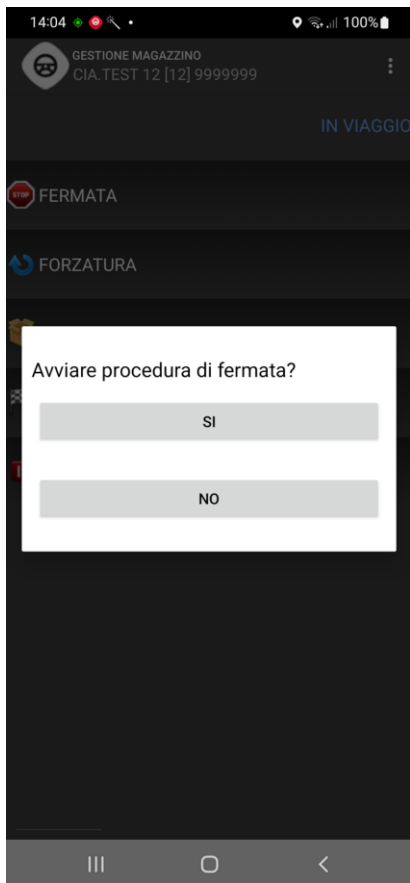 14:04
100%
GESTIONE MAGAZZINO
CIA.TEST 12 [12] 9999999
IN VIAGGIO
STOP FERMATA
FORZATURA
Avviare procedura di fermata?
SI
NO